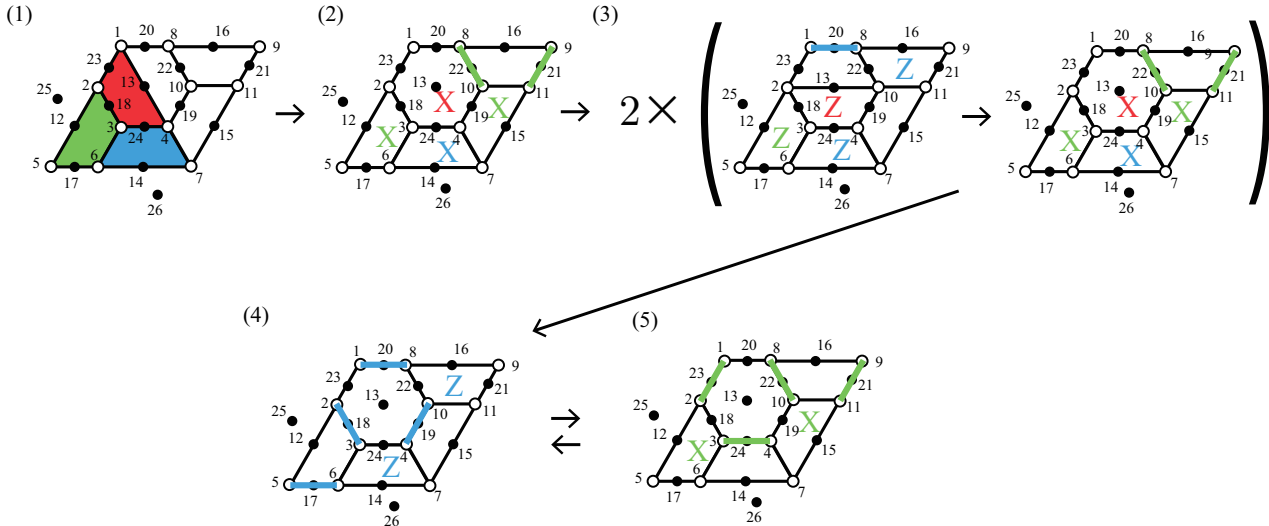 (1) (2) (3)
1 20 8 16 9
23 22 21
25 2 13 10 11
18 19
12 3 24 4 15
5 6 7
17 14
26
1 20 8 16 9
23 22 21
25 2 13 10 11
18 X X 19
12 X 3 24 4 15
5 6 X 7
17 14
26
2×
1 20 8 16 9
23 22 Z 21
25 2 13 10 11
18 Z 19
12 Z 3 24 4 15
5 6 Z 7
17 14
26
1 20 8 16 9 9
23 22 21
25 2 13 10 11
18 X X 19
12 X 3 24 4 15
5 6 X 7
17 14
26
(4) (5)
1 20 8 16 9
23 22 Z 21
25 2 13 10 11
18 19
12 3 24 4 15
5 6 Z 7
17 14
26
1 20 8 16 9
23 22 21
25 2 13 10 11
18 19 X
12 X 3 24 4 15
5 6 7
17 14
26